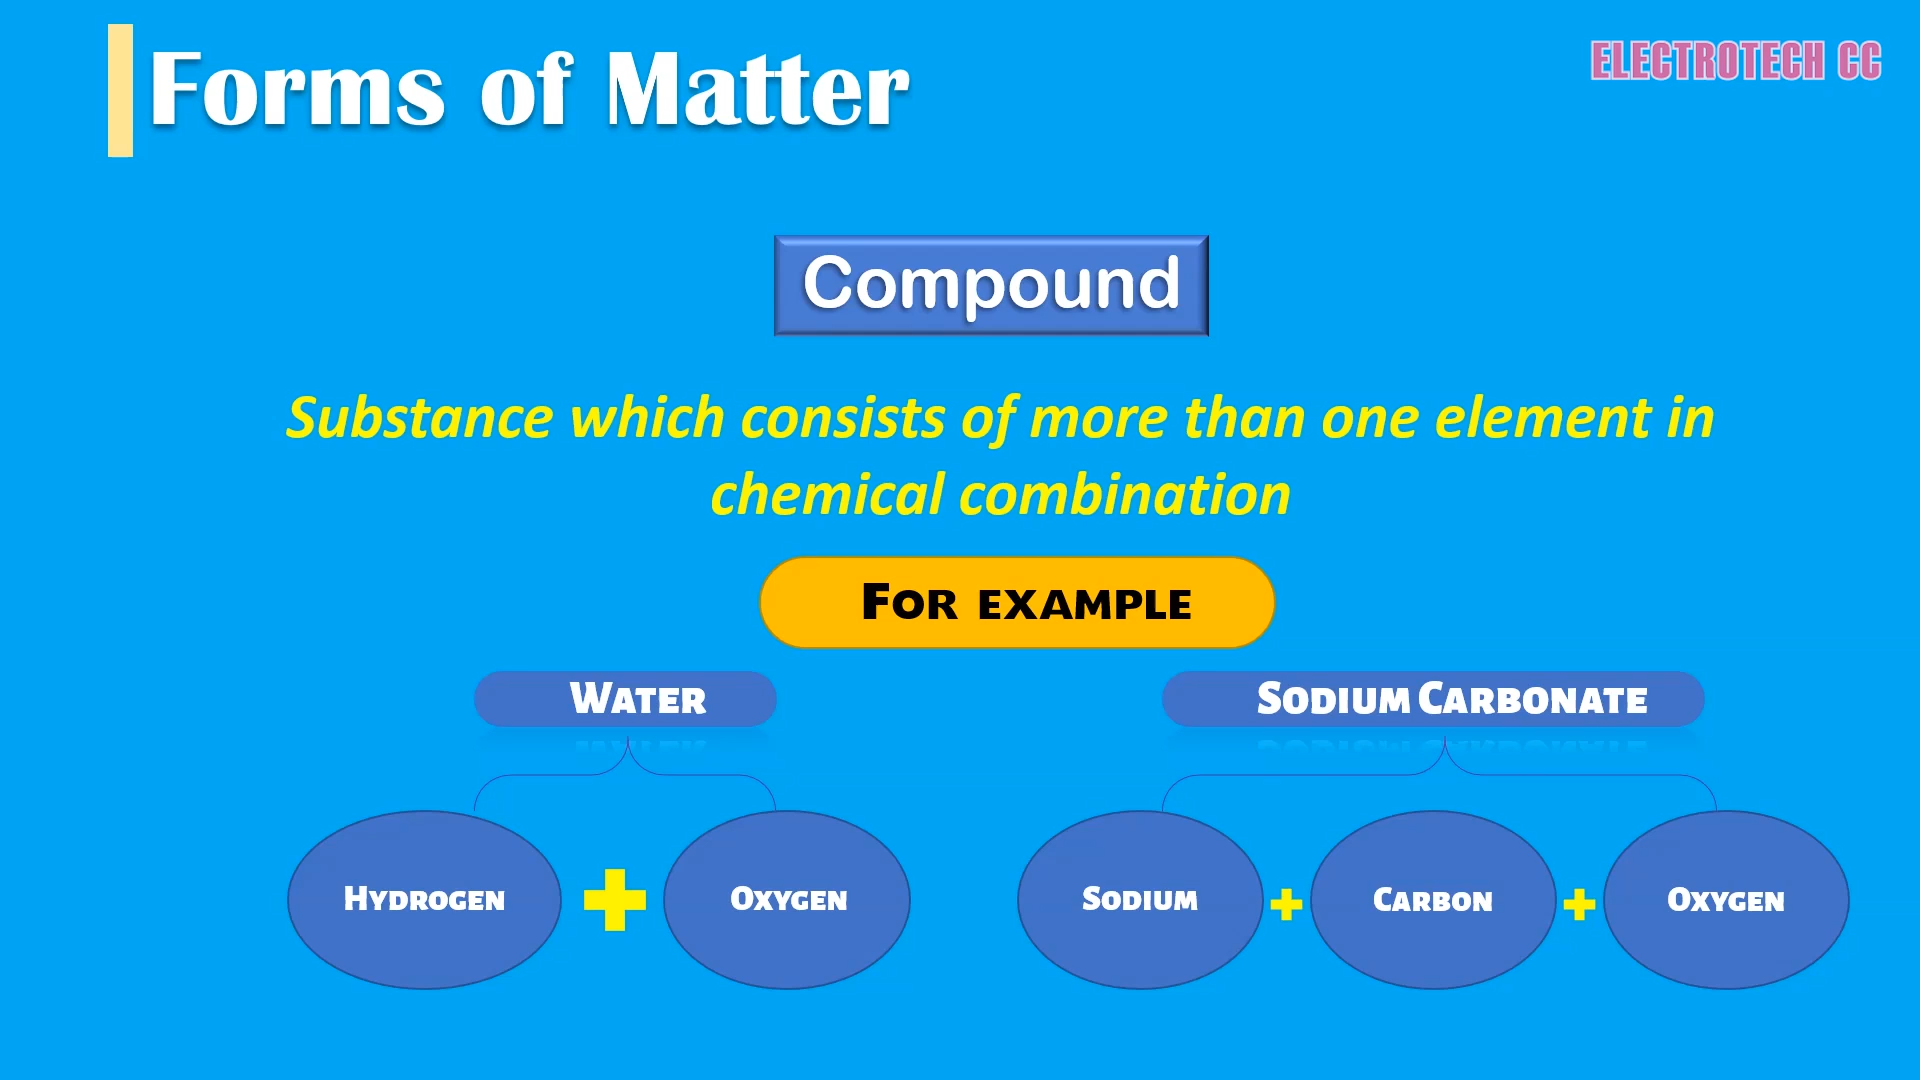 Forms of Matter
ELECTROTECH CC
Compound
Substance which consists of more than one element in
chemical combination
FOR EXAMPLE
WATER
SODIUM CARBONATE
HYDROGEN
OXYGEN
SODIUM
CARBON
OXYGEN